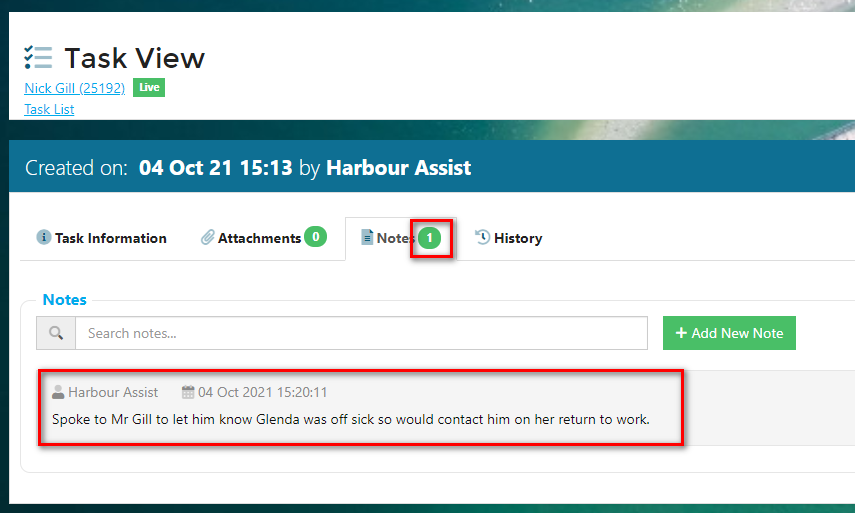 Task View
Nick Gill (25192) Live
Task List
Created on: 04 Oct 21 15:13 by Harbour Assist
Task Information Attachments 0 Notes 1 History
Notes
Search notes... + Add New Note
Harbour Assist 04 Oct 2021 15:20:11
Spoke to Mr Gill to let him know Glenda was off sick so would contact him on her return to work.